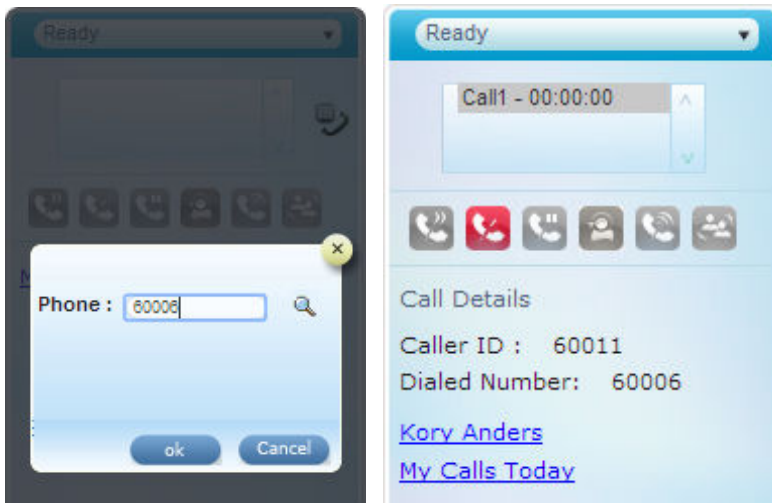 Ready
Phone : 60006
ok Cancel
Ready
Call1 - 00:00:00
Call Details
Caller ID : 60011
Dialed Number: 60006
Kory Anders
My Calls Today